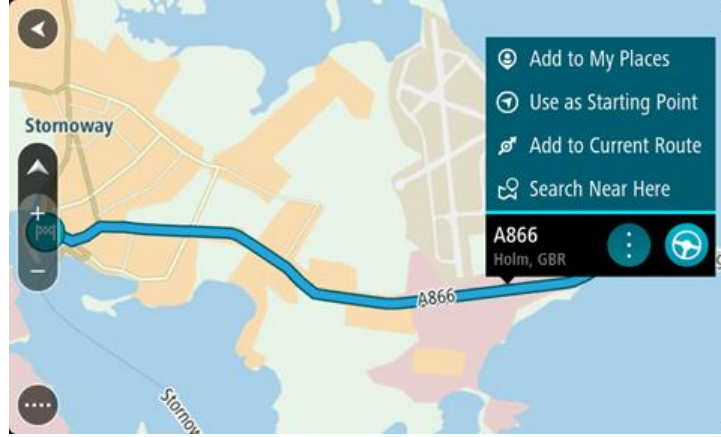 Stornoway
Add to My Places
Use as Starting Point
Add to Current Route
Search Near Here
A866
Holm, GBR
A866